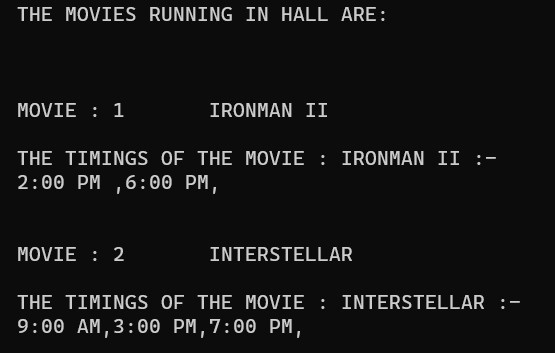 THE MOVIES RUNNING IN HALL ARE:
MOVIE : 1       IRONMAN II
THE TIMINGS OF THE MOVIE : IRONMAN II :-
2:00 PM ,6:00 PM,
MOVIE : 2       INTERSTELLAR
THE TIMINGS OF THE MOVIE : INTERSTELLAR :-
9:00 AM,3:00 PM,7:00 PM,